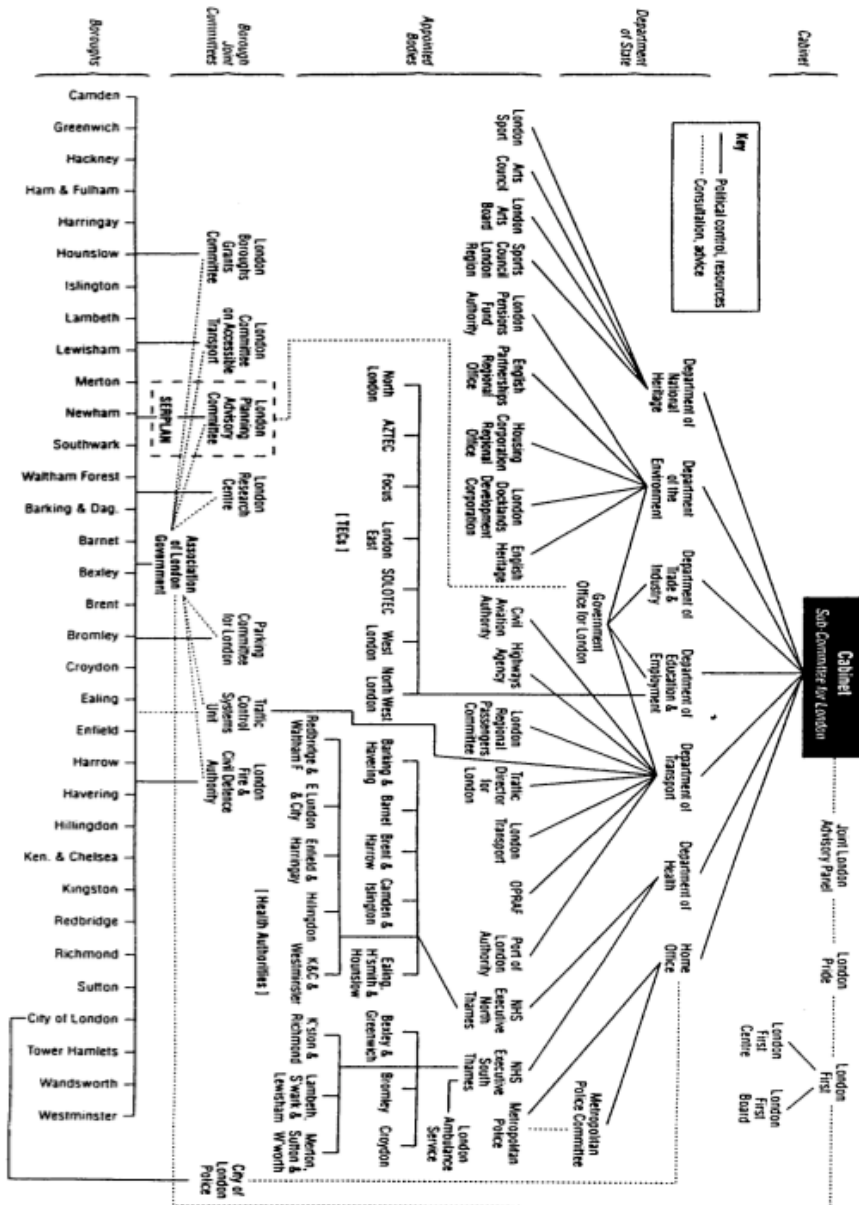 Cabinet
Sub-Committee for London
Joint London
Advisory Panel
London
Pride
London
First
London
First
Centre
London
First
Board
Cabinet
Department
of State
Appointed
Bodies
Borough
Joint
Committees
Boroughs
Key
Political control, resources
Consultation, advice
Department of
National
Heritage
Department
of the
Environment
Department of
Trade &
Industry
Department of
Education &
Employment
Department of
Transport
Department of
Health
Home
Office
Government
Office for London
Metropolitan
Police Committee
London
Sport
Arts
Council
London
Arts
Board
Sports
Council
London
Region
London
Pensions
Fund
Authority
English
Partnerships
Regional
Office
Housing
Corporation
Regional
Office
London
Docklands
Development
Corporation
English
Heritage
Civil
Aviation
Authority
Highways
Agency
London
Regional
Passengers
Committee
Traffic
Director
for
London
London
Transport
OPRAF
Port of
London
Authority
NHS
Executive
North
Thames
NHS
Executive
South
Thames
Metropolitan
Police
London
Ambulance
Service
North
London
AZTEC
Focus
London
East
SOLOTEC
West
London
North West
London
[ TECs ]
Barking &
Havering
Barnet
Brent &
Harrow
Camden &
Islington
Ealing,
H'smith &
Hounslow
Bexley &
Greenwich
Bromley
Croydon
Redbridge &
Waltham F
E London
& City
Enfield &
Harringay
Hillingdon
K&C &
Westminster
K'ston &
Richmond
Lambeth,
S'wark &
Lewisham
Merton,
Sutton &
W'worth
[ Health Authorities ]
London
Boroughs
Grants
Committee
London
Committee
on Accessible
Transport
London
Planning
Advisory
Committee
SERPLAN
London
Research
Centre
Association
of London
Government
Parking
Committee
for London
Traffic
Control
Systems
Unit
London
Fire &
Civil Defence
Authority
City of
London
Police
Camden
Greenwich
Hackney
Ham & Fulham
Harringay
Hounslow
Islington
Lambeth
Lewisham
Merton
Newham
Southwark
Waltham Forest
Barking & Dag.
Barnet
Bexley
Brent
Bromley
Croydon
Ealing
Enfield
Harrow
Havering
Hillingdon
Ken. & Chelsea
Kingston
Redbridge
Richmond
Sutton
City of London
Tower Hamlets
Wandsworth
Westminster